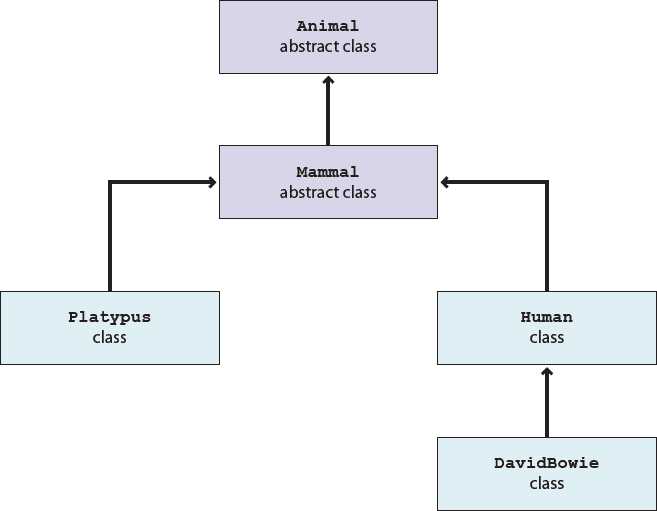 Animal
abstract class
Mammal
abstract class
Platypus
class
Human
class
DavidBowie
class